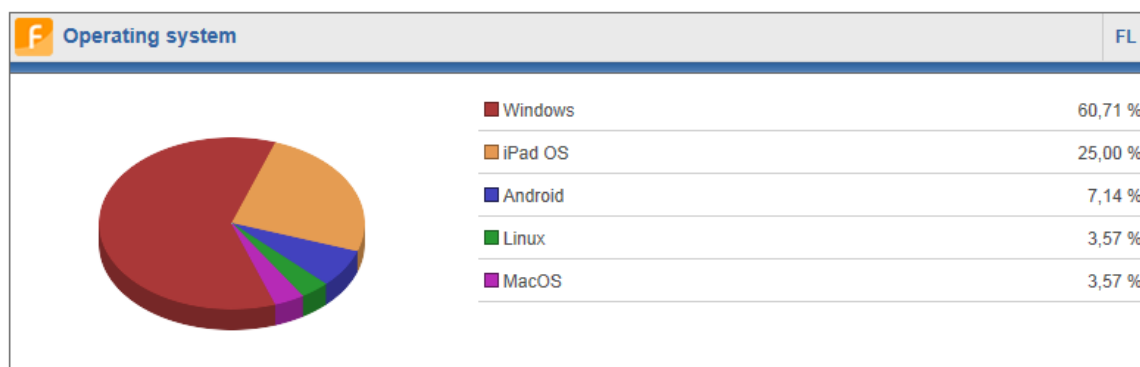 F Operating system FL
Windows 60,71 %
iPad OS 25,00 %
Android 7,14 %
Linux 3,57 %
MacOS 3,57 %